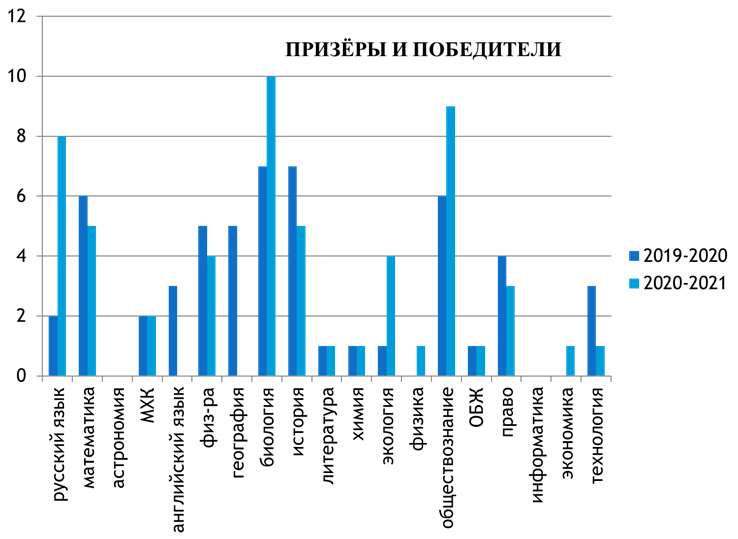 12
ПРИЗЁРЫ И ПОБЕДИТЕЛИ
10
8
6
4
2
0
2019-2020
2020-2021
русский язык
математика
астрономия
МХК
английский язык
физ-ра
география
биология
история
литература
химия
экология
физика
обществознание
ОБЖ
право
информатика
экономика
технология